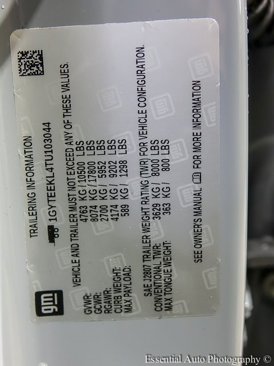 TRAILERING INFORMATION
1GYTEEKL4TU103044
VEHICLE AND TRAILER MUST NOT EXCEED ANY OF THESE VALUES.
GVWR: 4763 KG/10500 LBS
GCWR: 8074 KG/17800 LBS
RGAWR: 2700 KG/ 5952 LBS
CURB WEIGHT: 4174 KG/ 9202 LBS
MAX PAYLOAD: 589 KG/ 1298 LBS
SAE J2807 TRAILER WEIGHT RATING (TWR) FOR VEHICLE CONFIGURATION.
CONVENTIONAL TWR: 3629 KG/ 8000 LBS
MAX TONGUE WEIGHT: 363 KG/ 800 LBS
SEE OWNER'S MANUAL FOR MORE INFORMATION
gm
Essential Auto Photography ©